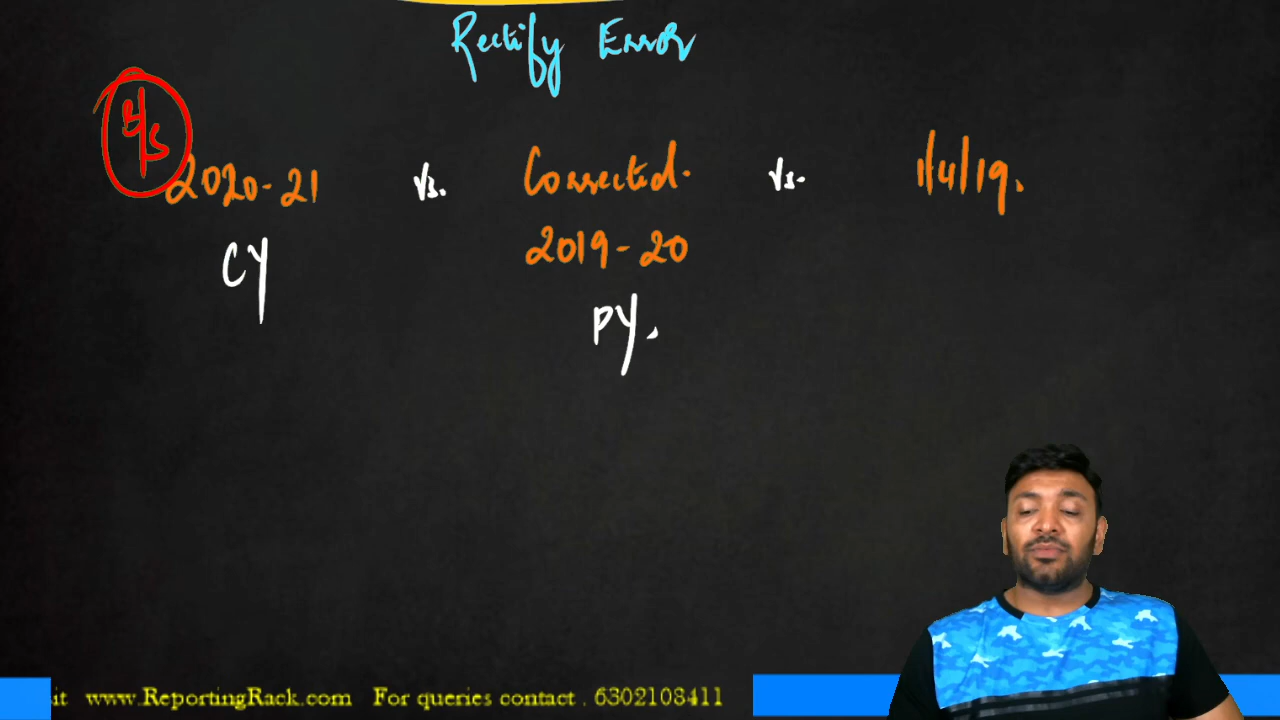 Rectify Error
B/S
2020-21 Vs. Corrected. Vs. 1/4/19.
2019-20
CY
PY.
it www.ReportingRack.com For queries contact . 6302108411